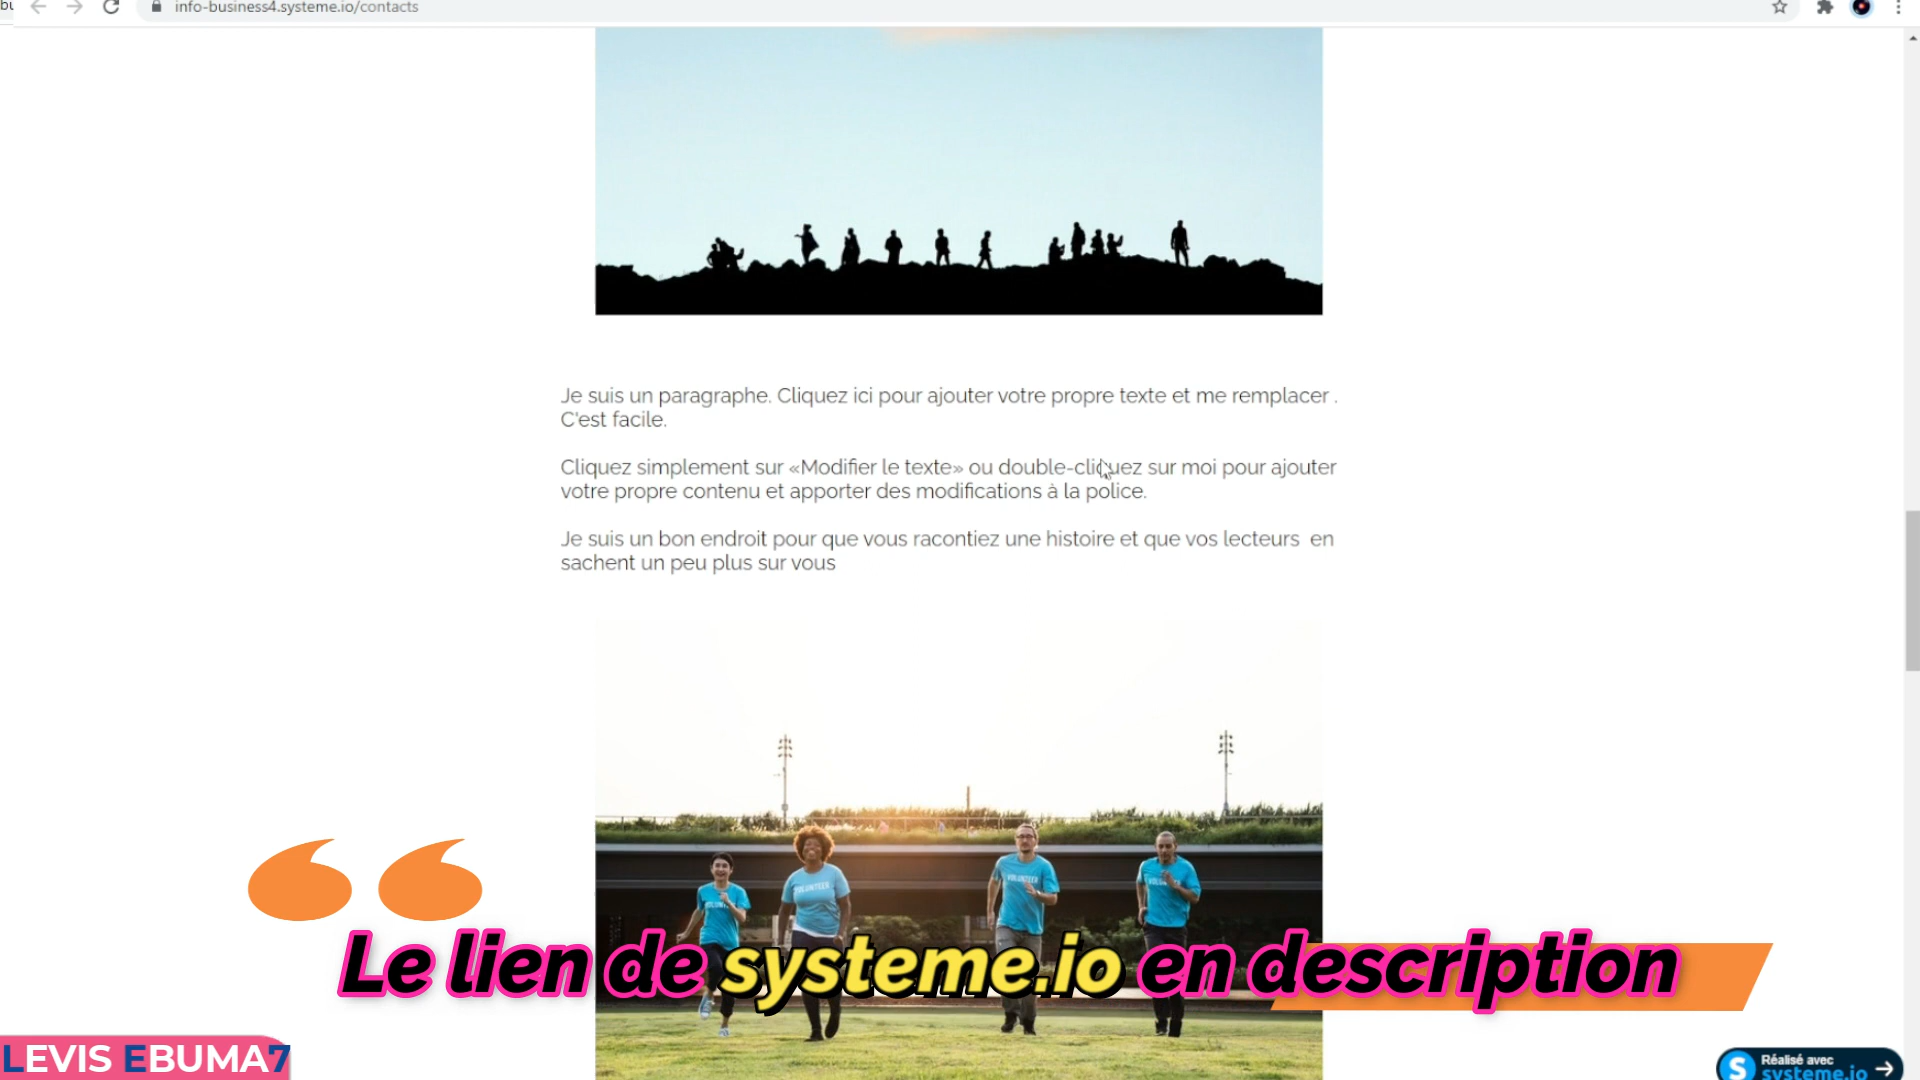 info-business4.systeme.io/contacts
Je suis un paragraphe. Cliquez ici pour ajouter votre propre texte et me remplacer .
C'est facile.
Cliquez simplement sur «Modifier le texte» ou double-cliquez sur moi pour ajouter
votre propre contenu et apporter des modifications à la police.
Je suis un bon endroit pour que vous racontiez une histoire et que vos lecteurs en
sachent un peu plus sur vous
VOLUNTEER
VOLUNTEER
VOLUNTEER
VOLUNTEER
Le lien de systeme.io en description
LEVIS EBUMA7
Réalisé avec
systeme.io